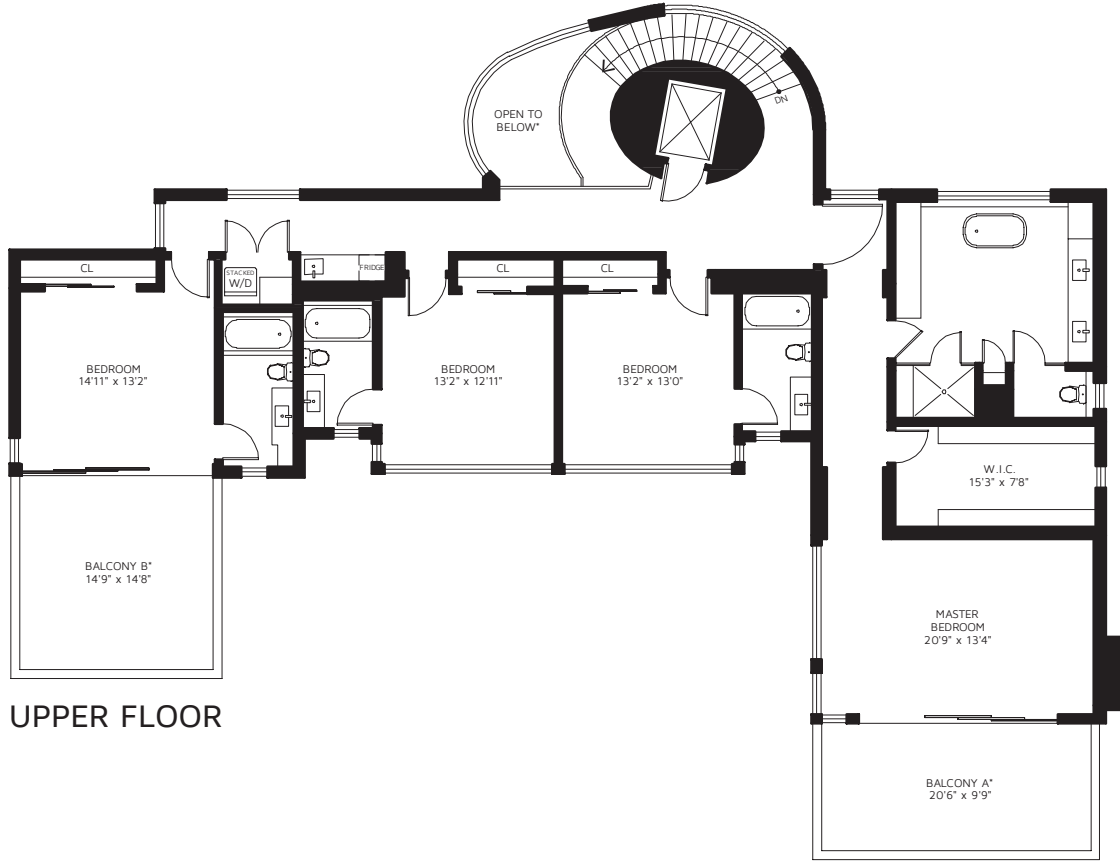 OPEN TO
BELOW*
DN
CL
STACKED
W/D
FRIDGE
CL
CL
BEDROOM
14'11" x 13'2"
BEDROOM
13'2" x 12'11"
BEDROOM
13'2" x 13'0"
W.I.C.
15'3" x 7'8"
BALCONY B*
14'9" x 14'8"
MASTER
BEDROOM
20'9" x 13'4"
UPPER FLOOR
BALCONY A*
20'6" x 9'9"